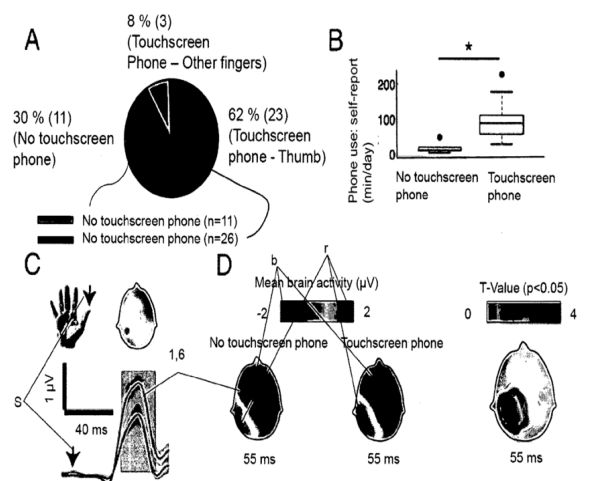 A
8 % (3)
(Touchscreen
Phone – Other fingers)
30 % (11)
(No touchscreen
phone)
62 % (23)
(Touchscreen
phone - Thumb)
No touchscreen phone (n=11)
No touchscreen phone (n=26)
B
*
Phone use: self-report
(min/day)
200
100
0
No touchscreen
phone
Touchscreen
phone
C
S
1 µV
40 ms
1,6
D
b
r
Mean brain activity (µV)
-2
2
No touchscreen phone
Touchscreen phone
55 ms
55 ms
T-Value (p<0.05)
0
4
55 ms